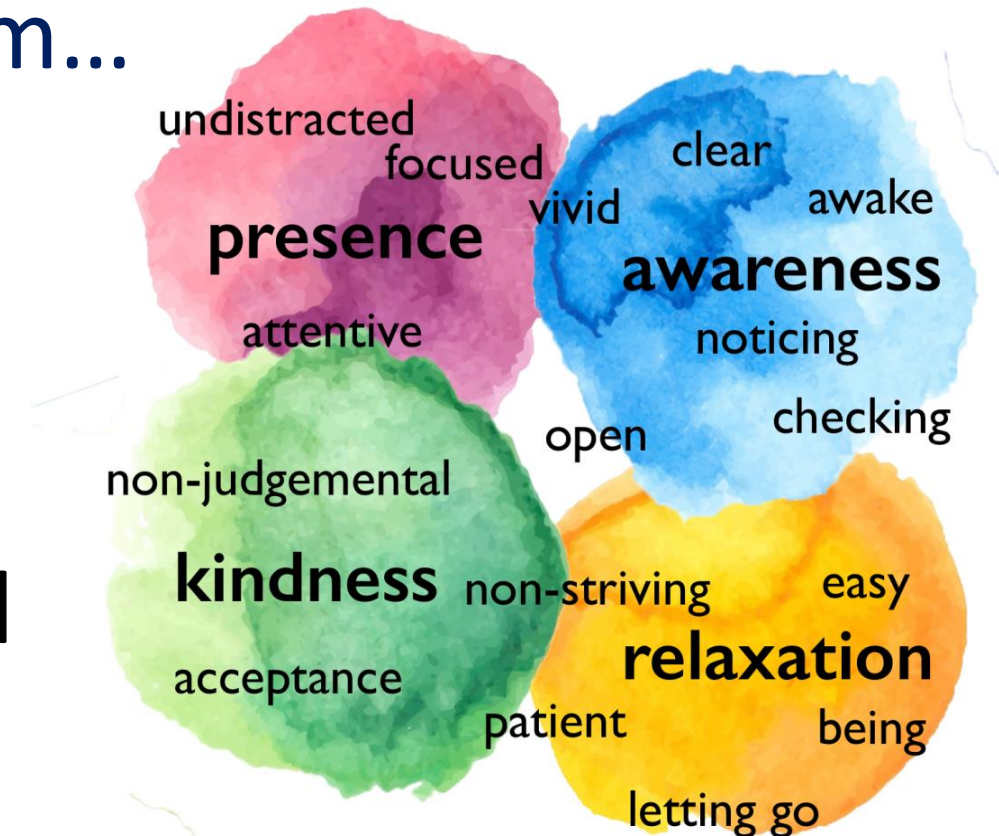 m...
undistracted
focused
presence
attentive
clear
vivid
awake
awareness
noticing
checking
open
non-judgemental
kindness
non-striving
acceptance
patient
easy
relaxation
being
letting go